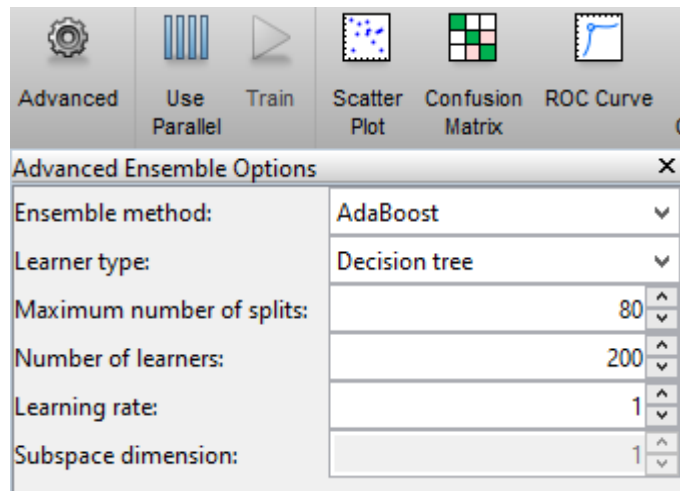 Advanced
Use
Parallel
Train
Scatter
Plot
Confusion
Matrix
ROC Curve
Advanced Ensemble Options
Ensemble method: AdaBoost
Learner type: Decision tree
Maximum number of splits: 80
Number of learners: 200
Learning rate: 1
Subspace dimension: 1